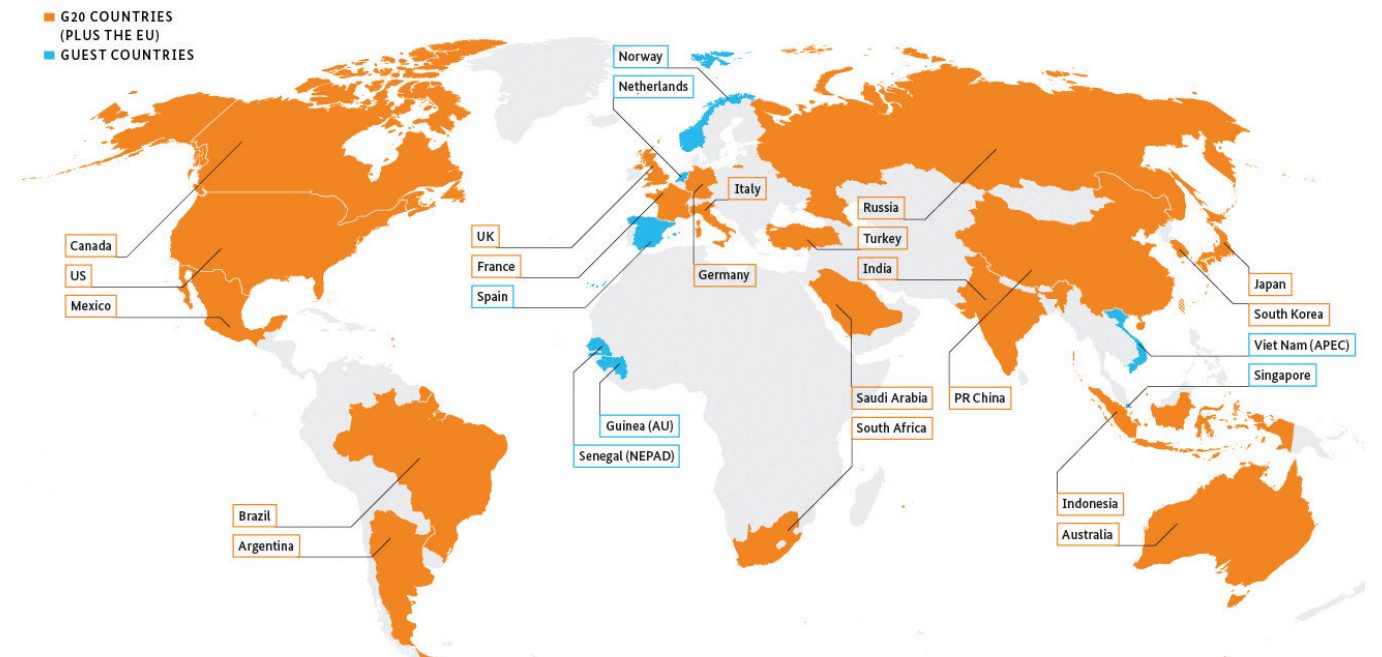 G20 COUNTRIES
(PLUS THE EU)
GUEST COUNTRIES
Norway
Netherlands
Italy
Canada
US
Mexico
UK
France
Spain
Germany
Russia
Turkey
India
Japan
South Korea
Viet Nam (APEC)
Singapore
Saudi Arabia
PR China
South Africa
Guinea (AU)
Senegal (NEPAD)
Brazil
Argentina
Indonesia
Australia